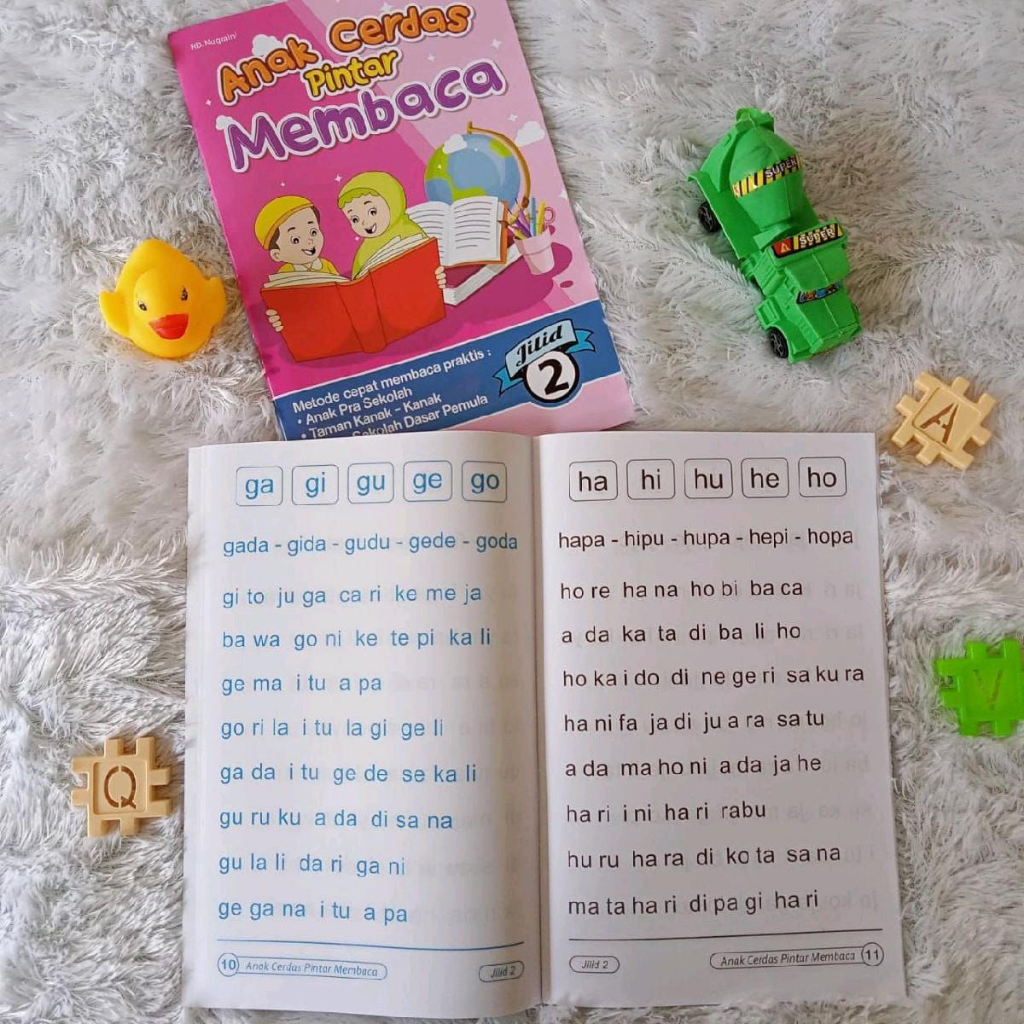 HD. Nugraini
Anak Cerdas
Pintar
Membaca
Metode cepat membaca praktis :
• Anak Pra Sekolah
• Taman Kanak - Kanak
Sekolah Dasar Pemula
Jilid
2
SUPER
SUPER
A
V
Q
ga gi gu ge go
gada - gida - gudu - gede - goda
gi to ju ga ca ri ke me ja
ba wa go ni ke te pi ka li
ge ma i tu a pa
go ri la i tu la gi ge li
ga da i tu ge de se ka li
gu ru ku a da di sa na
gu la li da ri ga ni
ge ga na i tu a pa
10 Anak Cerdas Pintar Membaca Jilid 2
ha hi hu he ho
hapa - hipu - hupa - hepi - hopa
ho re ha na ho bi ba ca
a da ka ta di ba li ho
ho ka i do di ne ge ri sa ku ra
ha ni fa ja di ju a ra sa tu
a da ma ho ni a da ja he
ha ri i ni ha ri rabu
hu ru ha ra di ko ta sa na
ma ta ha ri di pa gi ha ri
Jilid 2 Anak Cerdas Pintar Membaca 11